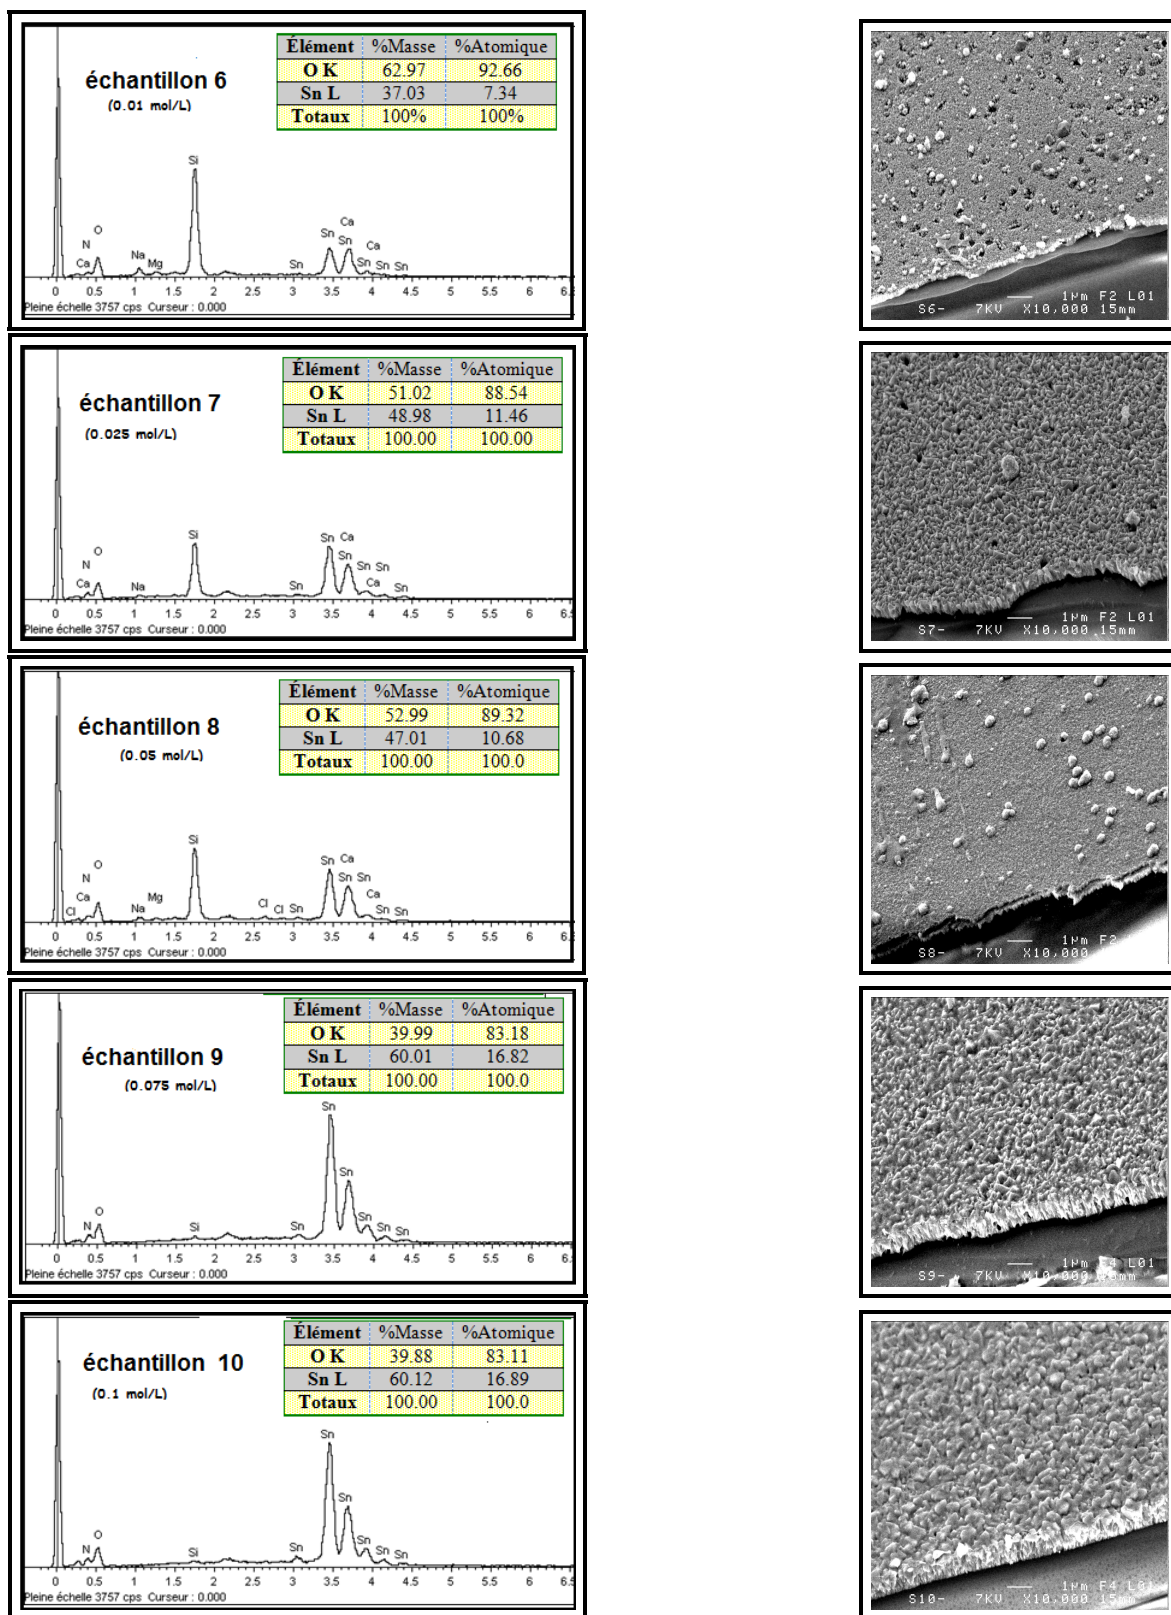 Élément %Masse %Atomique
O K 62.97 92.66
Sn L 37.03 7.34
Totaux 100% 100%
échantillon 6
(0.01 mol/L)
Si
O
N
Ca
Na
Mg
Sn
Sn
Ca
Sn
Ca
Sn Sn Sn
0 0.5 1 1.5 2 2.5 3 3.5 4 4.5 5 5.5 6 6.
Pleine échelle 3757 cps Curseur : 0.000
S6- 7KV X10,000 15mm
1µm F2 L01
Élément %Masse %Atomique
O K 51.02 88.54
Sn L 48.98 11.46
Totaux 100.00 100.00
échantillon 7
(0.025 mol/L)
Si
O
N
Ca
Na
Sn
Sn Ca
Sn
Sn Sn
Ca
Sn
0 0.5 1 1.5 2 2.5 3 3.5 4 4.5 5 5.5 6 6.5
Pleine échelle 3757 cps Curseur : 0.000
S7- 7KV X10,000 15mm
1µm F2 L01
Élément %Masse %Atomique
O K 52.99 89.32
Sn L 47.01 10.68
Totaux 100.00 100.0
échantillon 8
(0.05 mol/L)
Si
O
N
Ca
Cl
Na
Mg
Cl
Cl Sn
Sn Ca
Sn Sn
Ca
Sn Sn
0 0.5 1 1.5 2 2.5 3 3.5 4 4.5 5 5.5 6 6.
Pleine échelle 3757 cps Curseur : 0.000
S8- 7KV X10,000
1µm F2
Élément %Masse %Atomique
O K 39.99 83.18
Sn L 60.01 16.82
Totaux 100.00 100.0
échantillon 9
(0.075 mol/L)
Sn
Sn
O
N
Si
Sn
Sn
Sn Sn
0 0.5 1 1.5 2 2.5 3 3.5 4 4.5 5 5.5 6 6.5
Pleine échelle 3757 cps Curseur : 0.000
S9- 7KV X10,000
1µm F4 L01
Élément %Masse %Atomique
O K 39.88 83.11
Sn L 60.12 16.89
Totaux 100.00 100.0
échantillon 10
(0.1 mol/L)
Sn
Sn
O
N
Si
Sn
Sn
Sn Sn
0 0.5 1 1.5 2 2.5 3 3.5 4 4.5 5 5.5 6 6.5
Pleine échelle 3757 cps Curseur : 0.000
S10- 7KV X10,000 15mm
1µm F4 L01